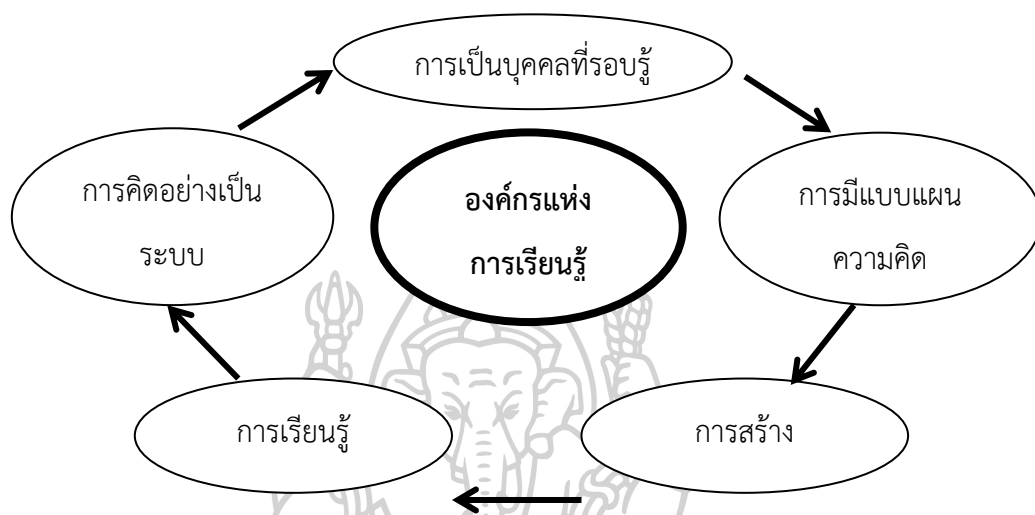 การเป็นบุคคลที่รอบรู้
การคิดอย่างเป็น
ระบบ
องค์กรแห่ง
การเรียนรู้
การมีแบบแผน
ความคิด
การเรียนรู้
การสร้าง